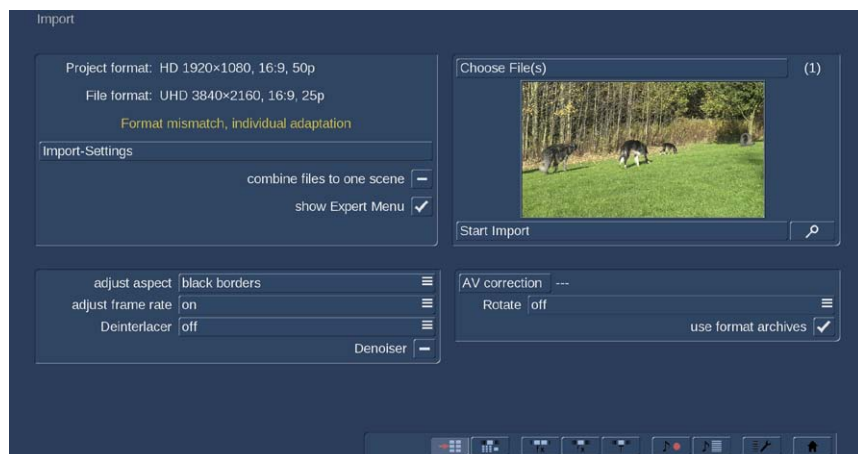 Import
Project format: HD 1920×1080, 16:9, 50p
File format: UHD 3840×2160, 16:9, 25p
Format mismatch, individual adaptation
Import-Settings
combine files to one scene
show Expert Menu
Choose File(s) (1)
Start Import
adjust aspect black borders
adjust frame rate on
Deinterlacer off
Denoiser
AV correction ---
Rotate off
use format archives